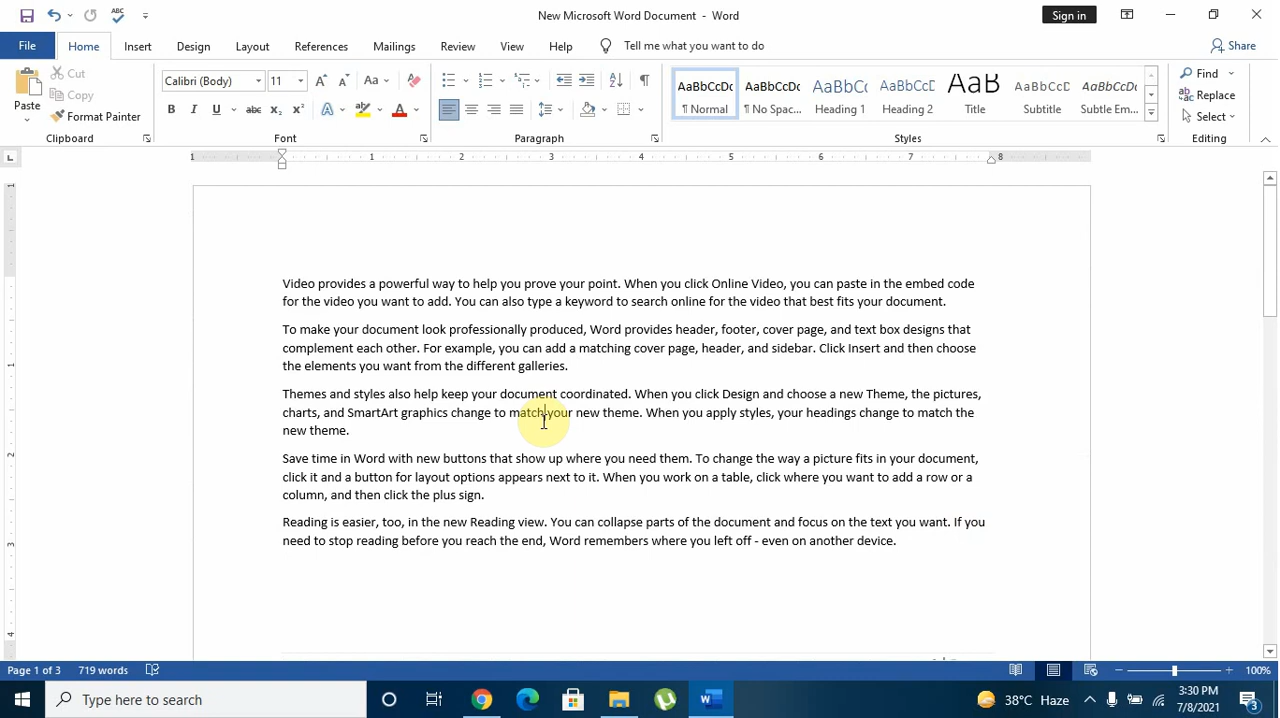 New Microsoft Word Document - Word
Sign in
File Home Insert Design Layout References Mailings Review View Help Tell me what you want to do Share
Paste
Cut
Copy
Format Painter
Clipboard
Calibri (Body) 11
Font
Paragraph
AaBbCcDc AaBbCcDc AaBbCc AaBbCcD AaB AaBbCcD AaBbCcDc
¶ Normal ¶ No Spac... Heading 1 Heading 2 Title Subtitle Subtle Em...
Styles
Find
Replace
Select
Editing
1 1 2 3 4 5 6 7 8
Video provides a powerful way to help you prove your point. When you click Online Video, you can paste in the embed code
for the video you want to add. You can also type a keyword to search online for the video that best fits your document.
To make your document look professionally produced, Word provides header, footer, cover page, and text box designs that
complement each other. For example, you can add a matching cover page, header, and sidebar. Click Insert and then choose
the elements you want from the different galleries.
Themes and styles also help keep your document coordinated. When you click Design and choose a new Theme, the pictures,
charts, and SmartArt graphics change to match your new theme. When you apply styles, your headings change to match the
new theme.
Save time in Word with new buttons that show up where you need them. To change the way a picture fits in your document,
click it and a button for layout options appears next to it. When you work on a table, click where you want to add a row or a
column, and then click the plus sign.
Reading is easier, too, in the new Reading view. You can collapse parts of the document and focus on the text you want. If you
need to stop reading before you reach the end, Word remembers where you left off - even on another device.
Page 1 of 3 719 words 100%
Type here to search 38°C Haze 3:30 PM
7/8/2021 3